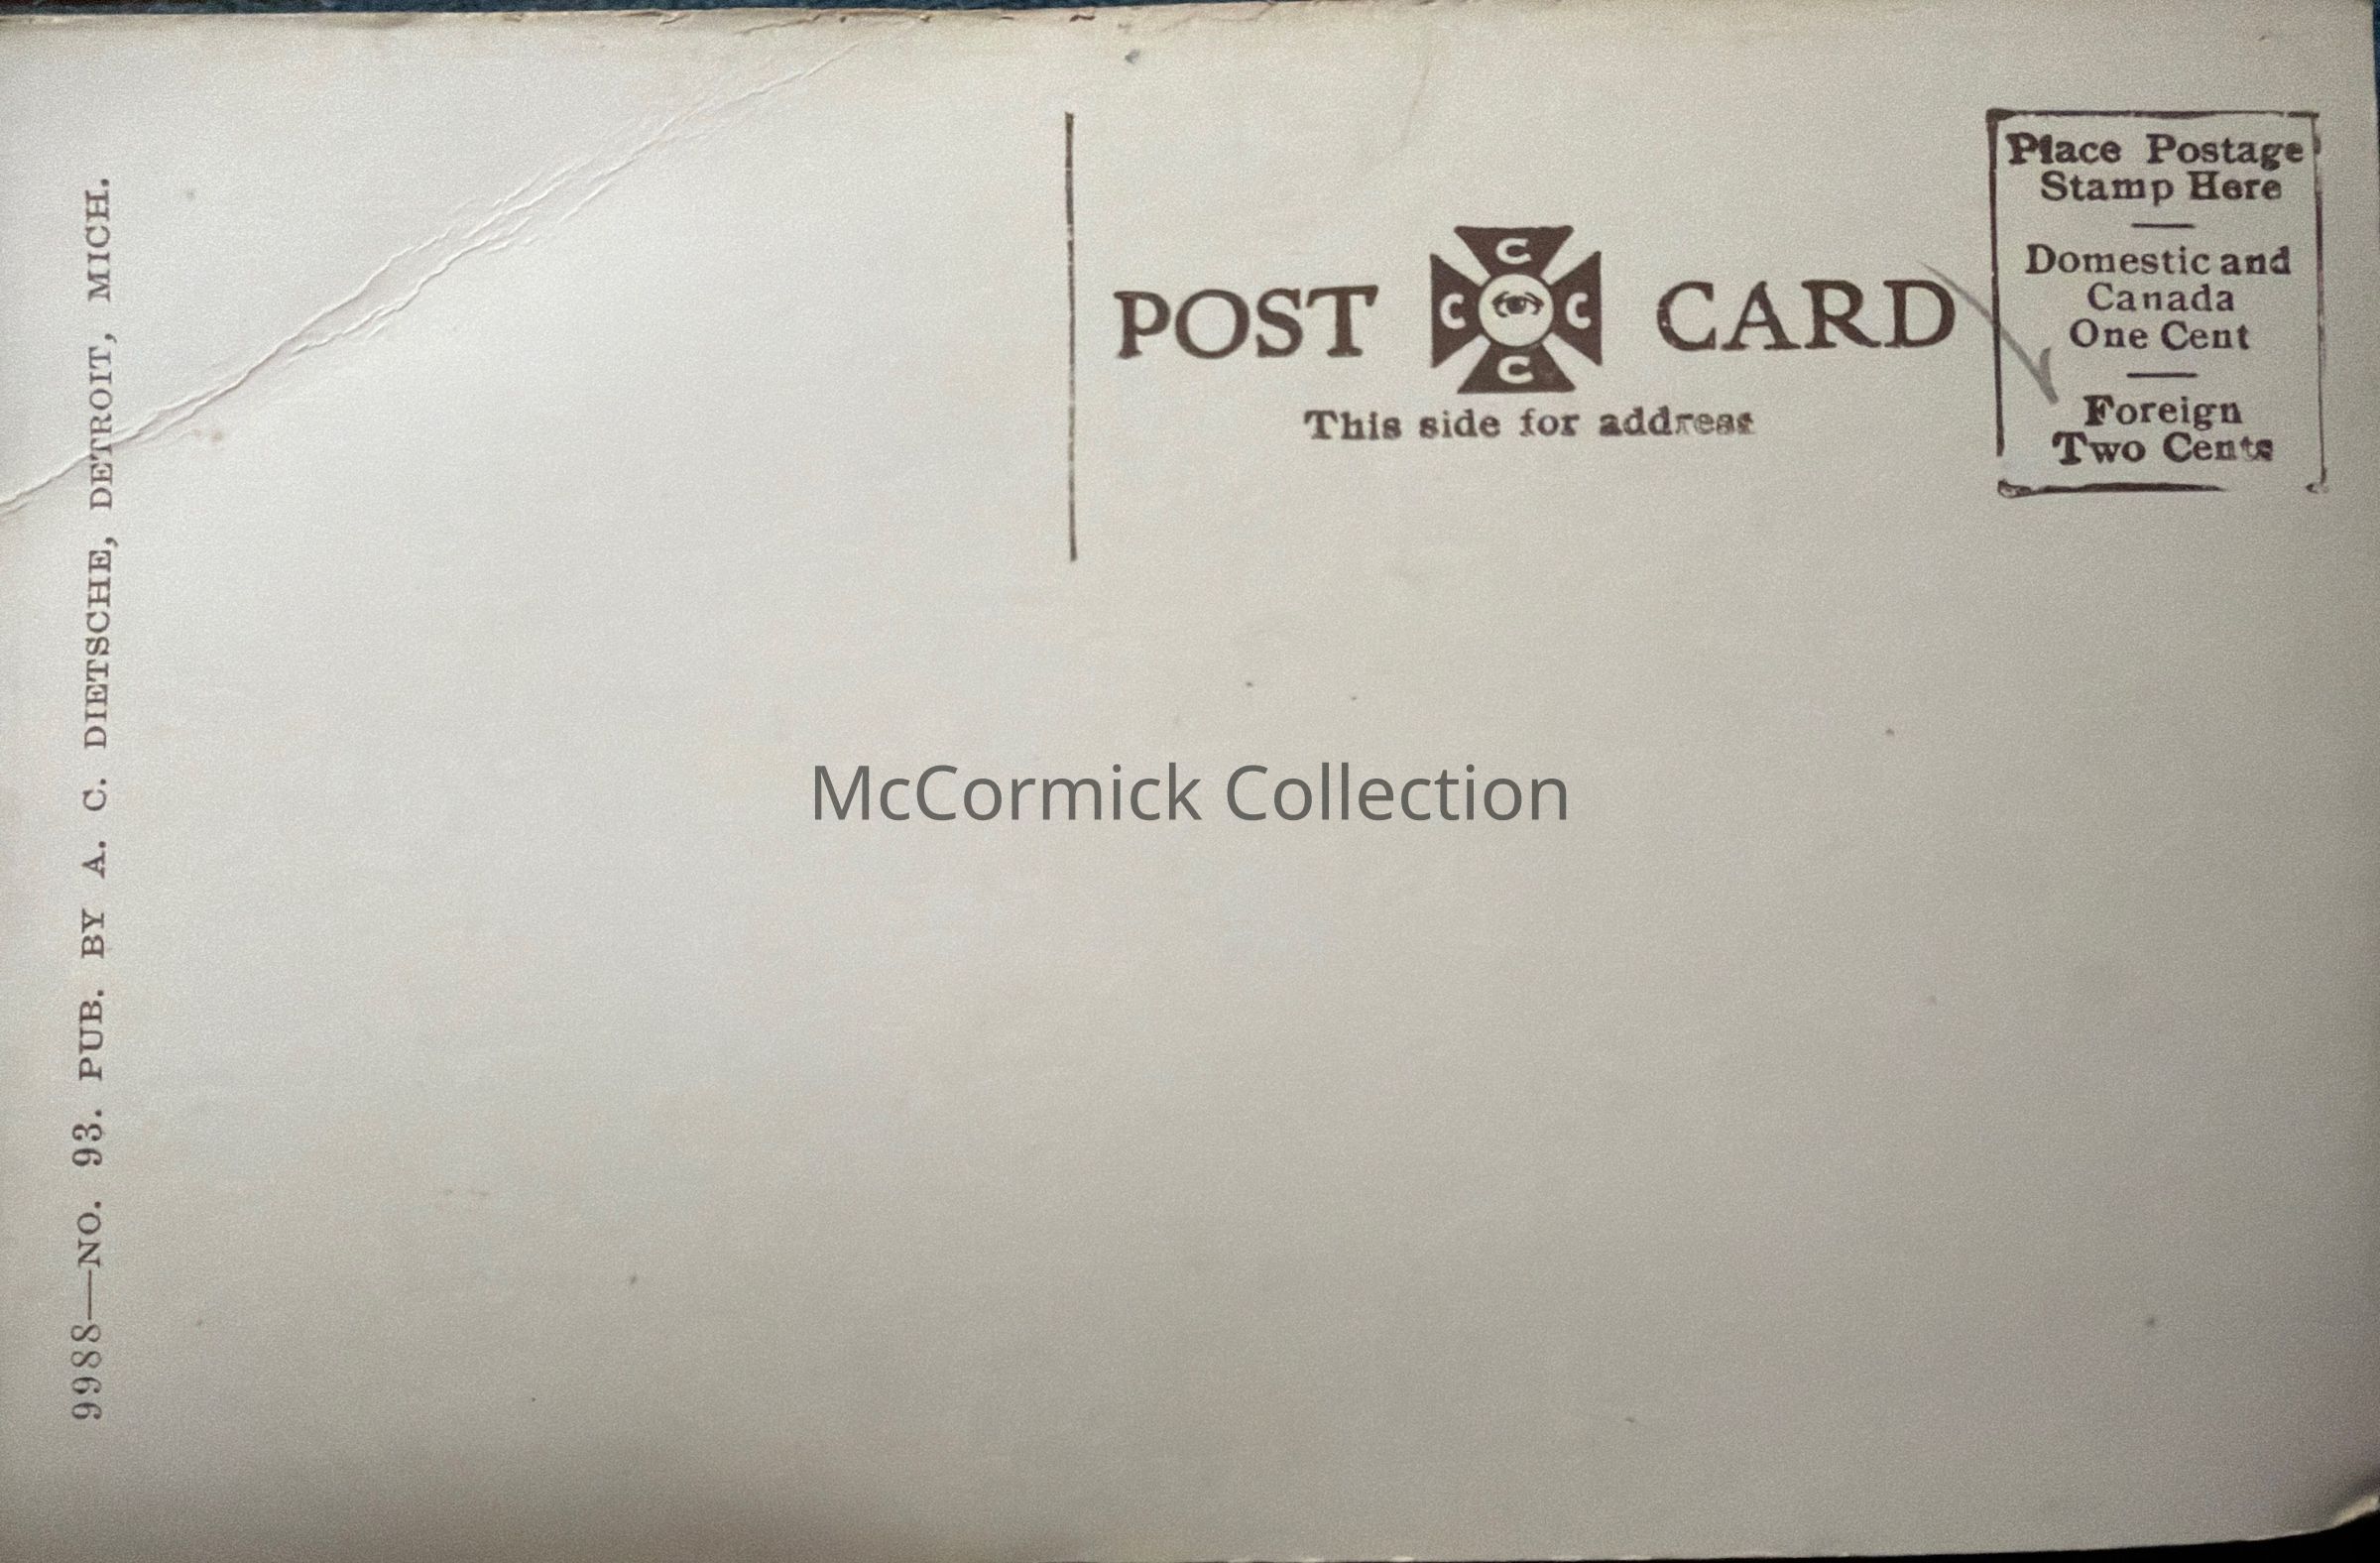 9988—NO. 93. PUB. BY A. C. DIETSCHE, DETROIT, MICH.
POST CARD
C
C C
C
This side for address
Place Postage
Stamp Here
Domestic and
Canada
One Cent
Foreign
Two Cents
McCormick Collection